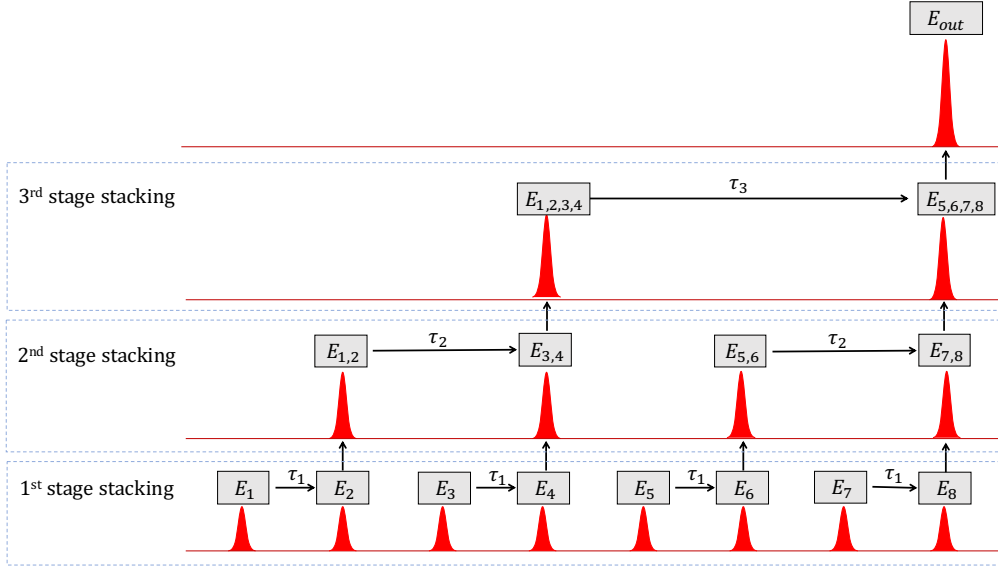 E_out
3rd stage stacking
E_1,2,3,4
τ_3
E_5,6,7,8
2nd stage stacking
E_1,2
τ_2
E_3,4
E_5,6
τ_2
E_7,8
1st stage stacking
E_1
τ_1
E_2
E_3
τ_1
E_4
E_5
τ_1
E_6
E_7
τ_1
E_8